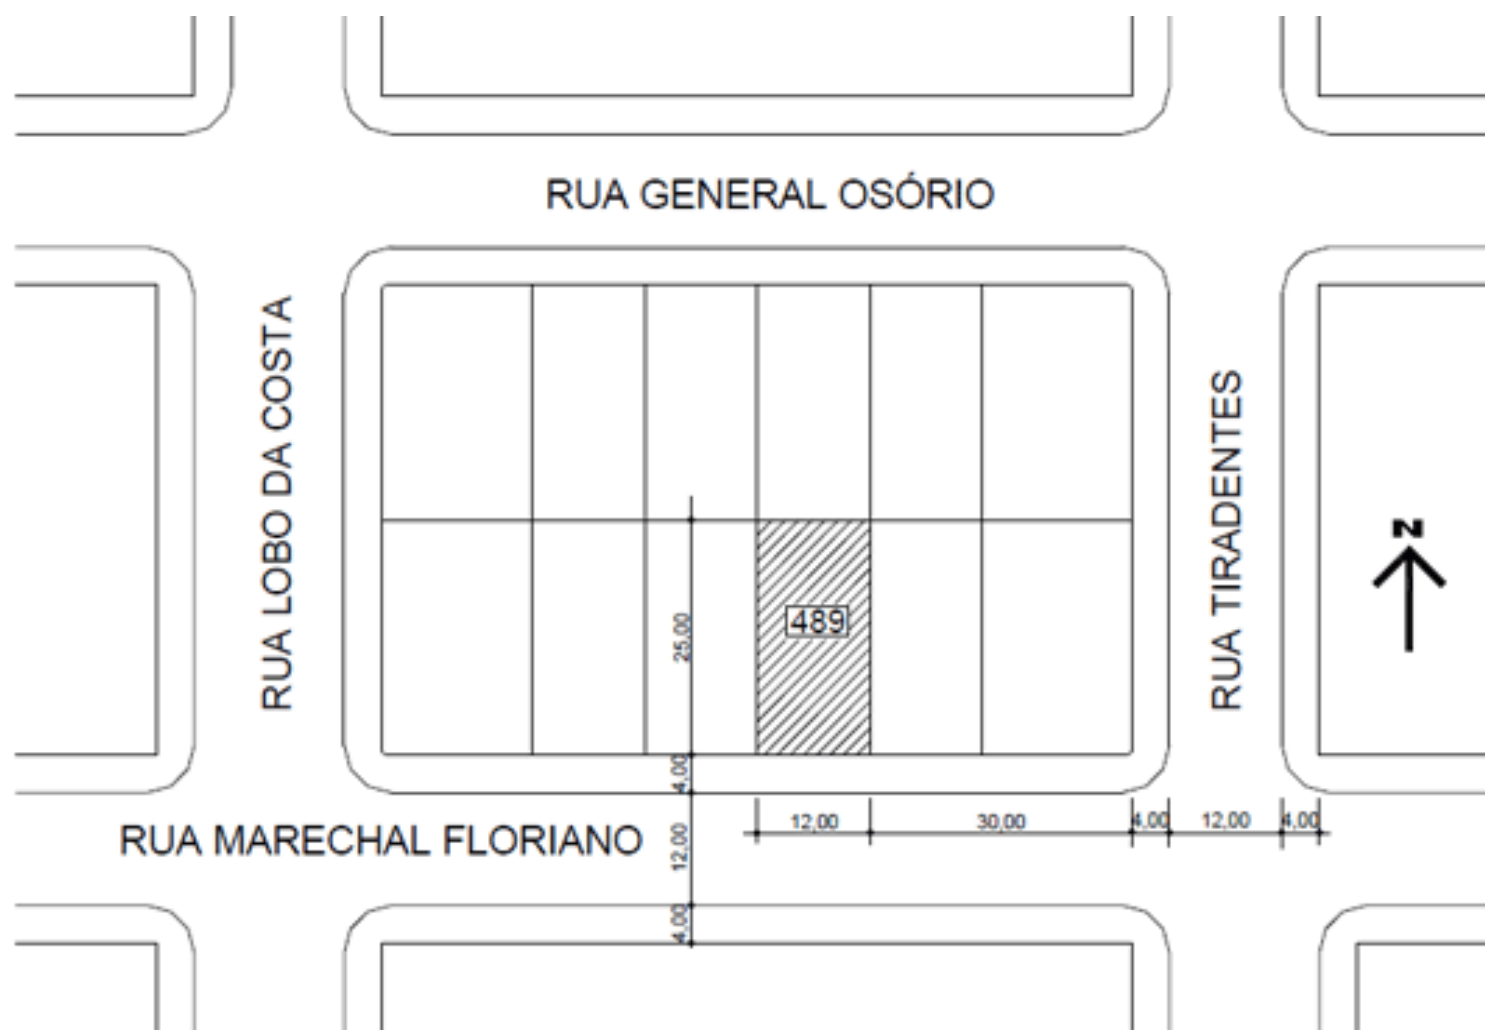 RUA GENERAL OSÓRIO
RUA LOBO DA COSTA
RUA TIRADENTES
N
489
25,00
4,00
12,00
30,00
4,00
12,00
4,00
RUA MARECHAL FLORIANO
12,00
4,00